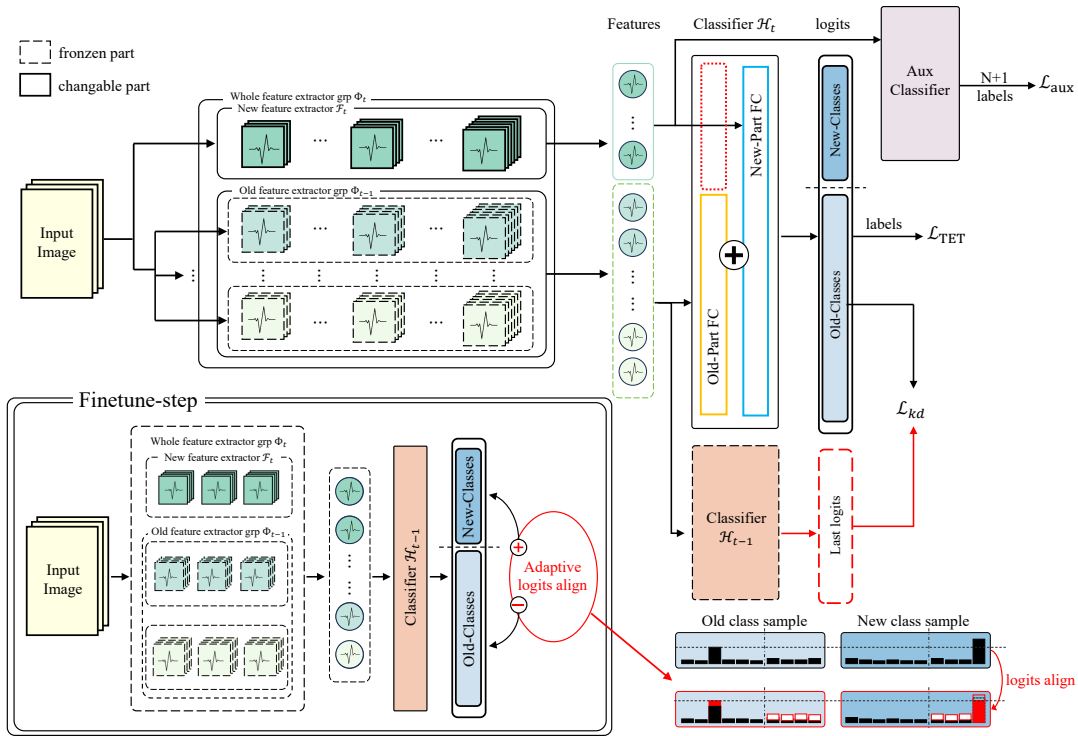 fronzen part
changable part
Features
Classifier ℋt
logits
Whole feature extractor grp Φt
New feature extractor ℱt
...
...
Old feature extractor grp Φt−1
...
...
...
...
Input
Image
New-Part FC
Old-Part FC
New-Classes
Old-Classes
Aux
Classifier
N+1
labels
ℒaux
labels
ℒTET
ℒkd
Classifier
ℋt−1
Last logits
Finetune-step
Whole feature extractor grp Φt
New feature extractor ℱt
Old feature extractor grp Φt−1
Input
Image
Classifier ℋt−1
New-Classes
Old-Classes
+
Adaptive
logits align
−
Old class sample
New class sample
logits align